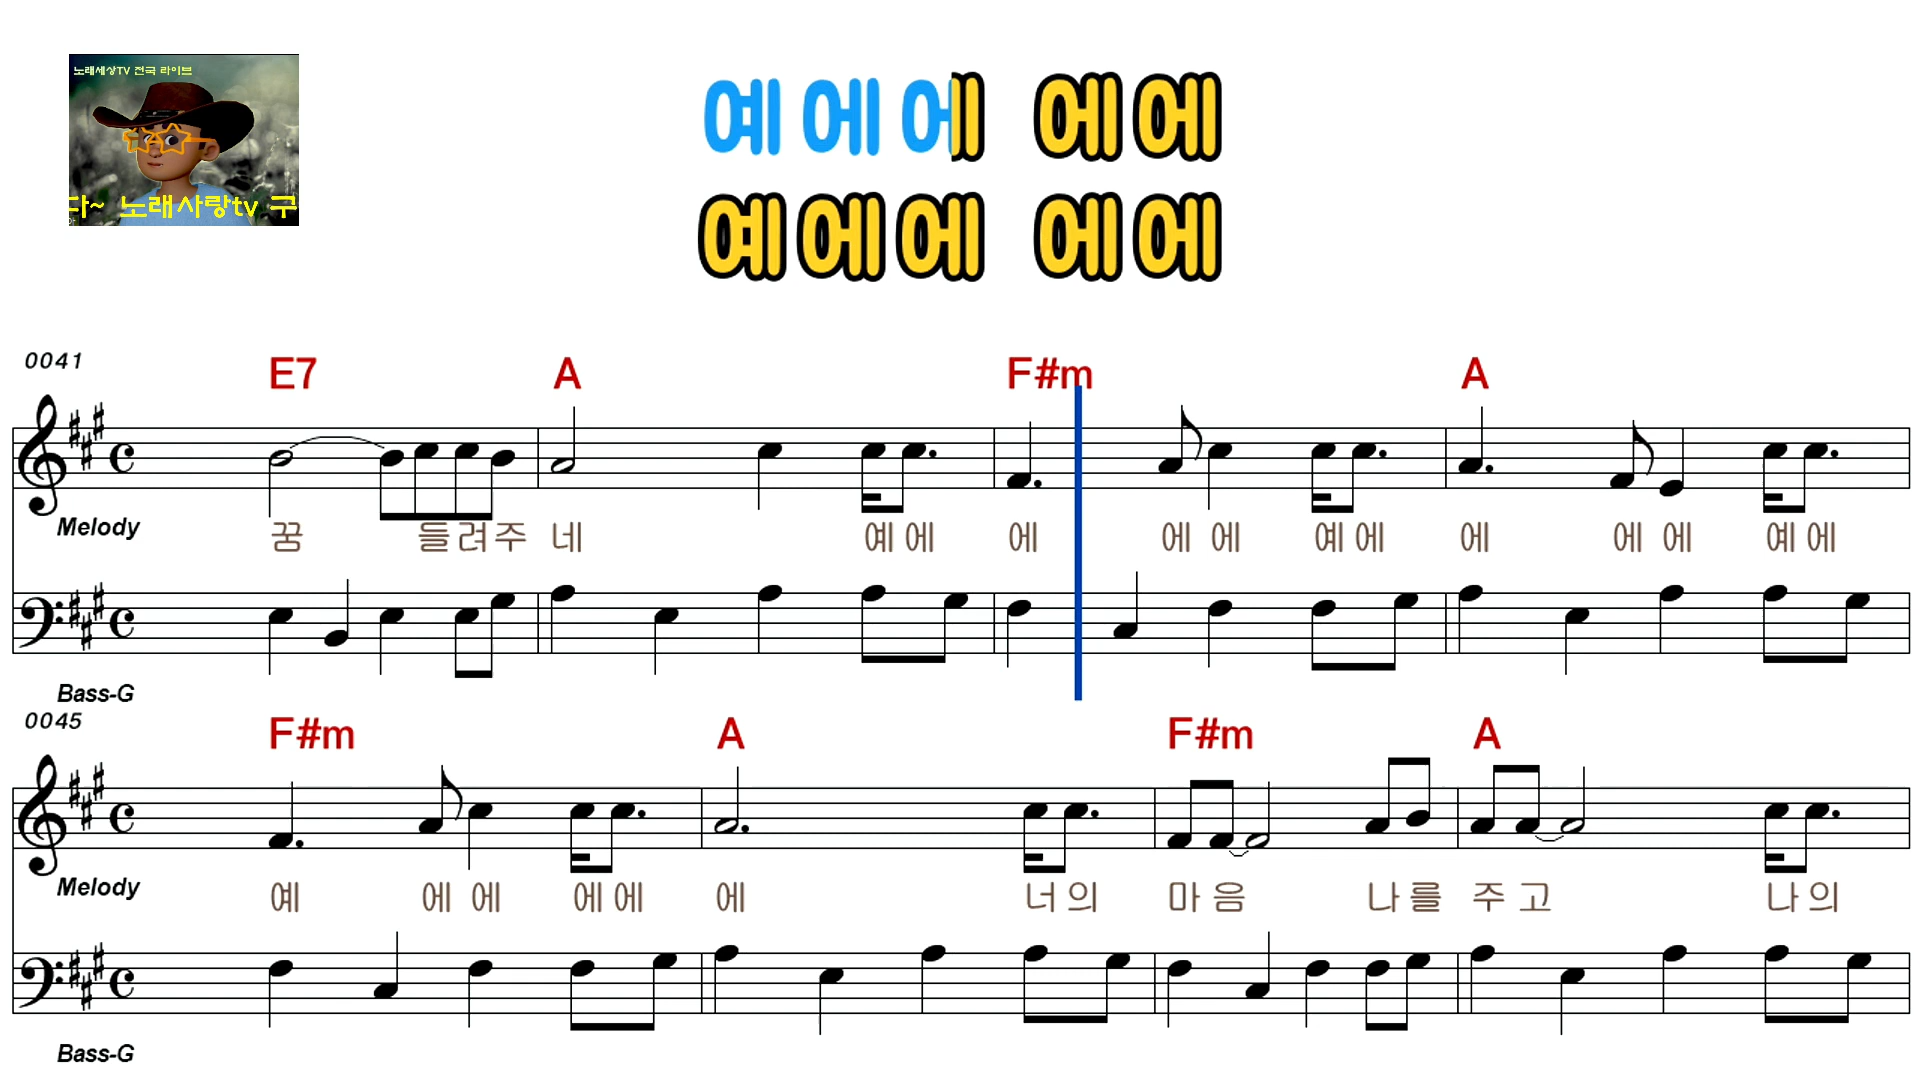 노래세상TV 전국 라이브
다~ 노래사랑tv 구
예에에 에에
예에에 에에
0041
E7 A F#m A
Melody
꿈 들려주 네 예에 에 에에 예에 에 에에 예에
Bass-G
0045
F#m A F#m A
Melody
예 에에 에에 에 너의 마음 나를 주고 나의
Bass-G